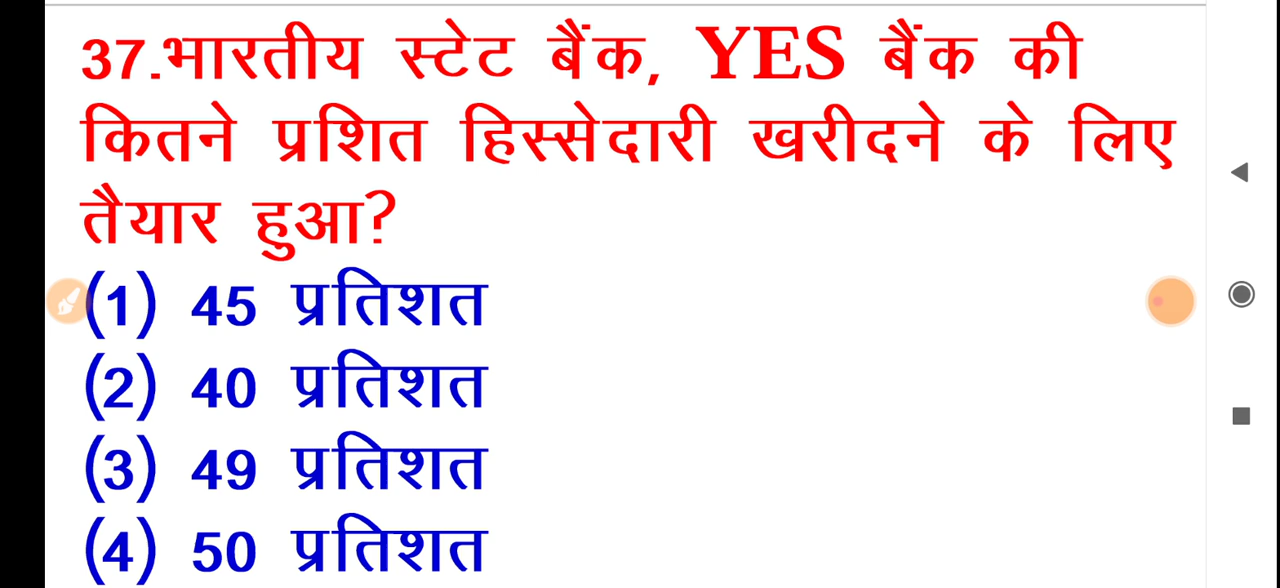 37.भारतीय स्टेट बैंक, YES बैंक की
कितने प्रशित हिस्सेदारी खरीदने के लिए
तैयार हुआ?
(1) 45 प्रतिशत
(2) 40 प्रतिशत
(3) 49 प्रतिशत
(4) 50 प्रतिशत